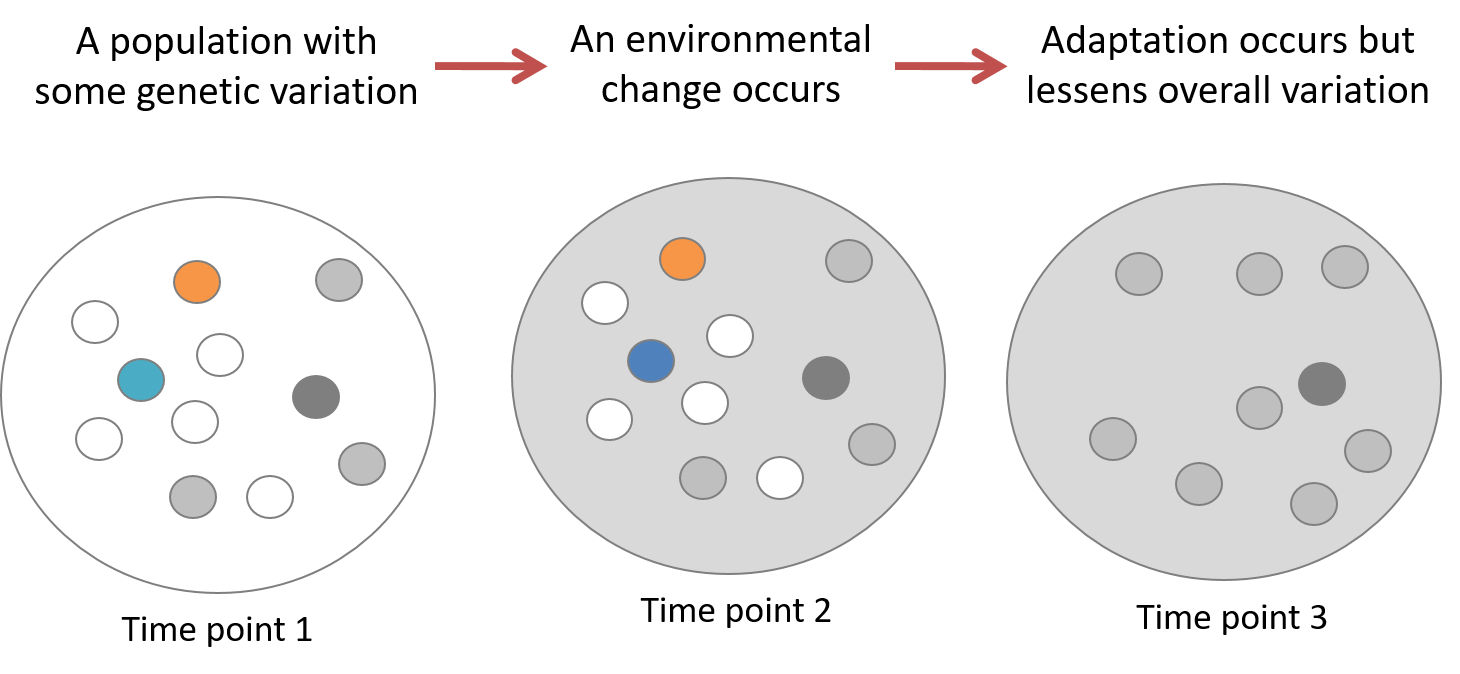 A population with
some genetic variation
An environmental
change occurs
Adaptation occurs but
lessens overall variation
Time point 1
Time point 2
Time point 3